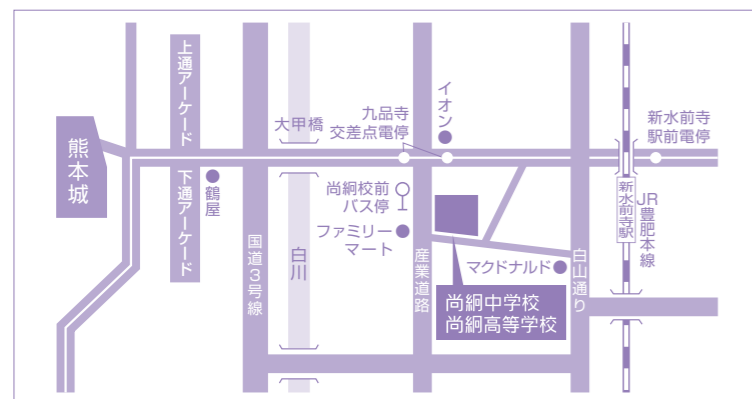 上通アーケード
下通アーケード
熊本城
鶴屋
国道3号線
大甲橋
白川
九品寺
交差点電停
イオン
尚絅校前
バス停
ファミリー
マート
産業道路
尚絅中学校
尚絅高等学校
マクドナルド
白山通り
新水前寺
駅前電停
新水前寺駅
JR豊肥本線